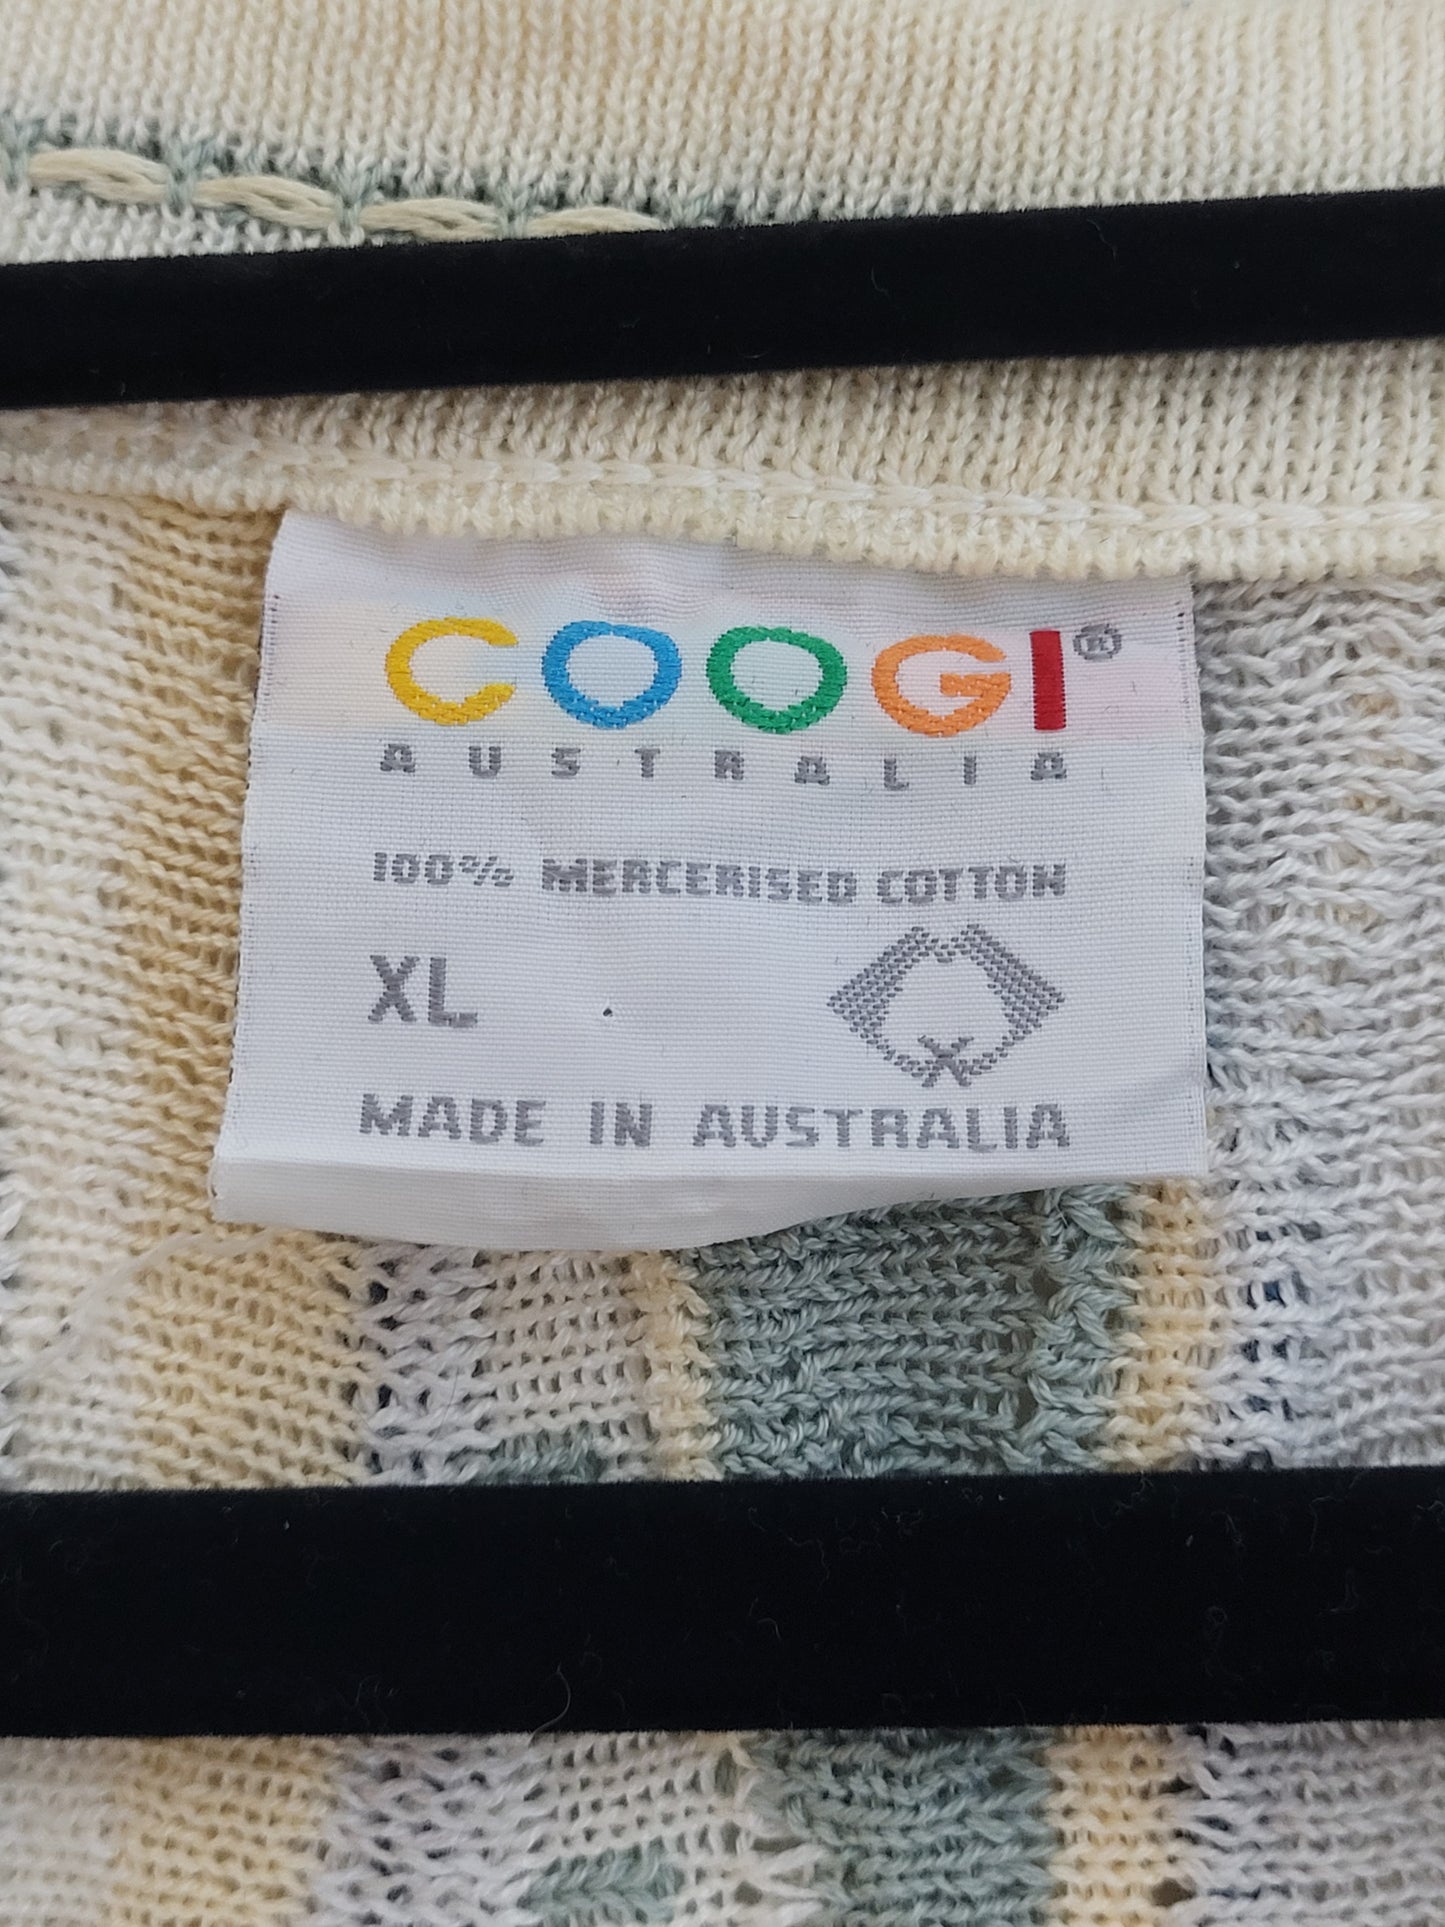 COOGI®
AUSTRALIA
100% MERCERISED COTTON
XL
MADE IN AUSTRALIA